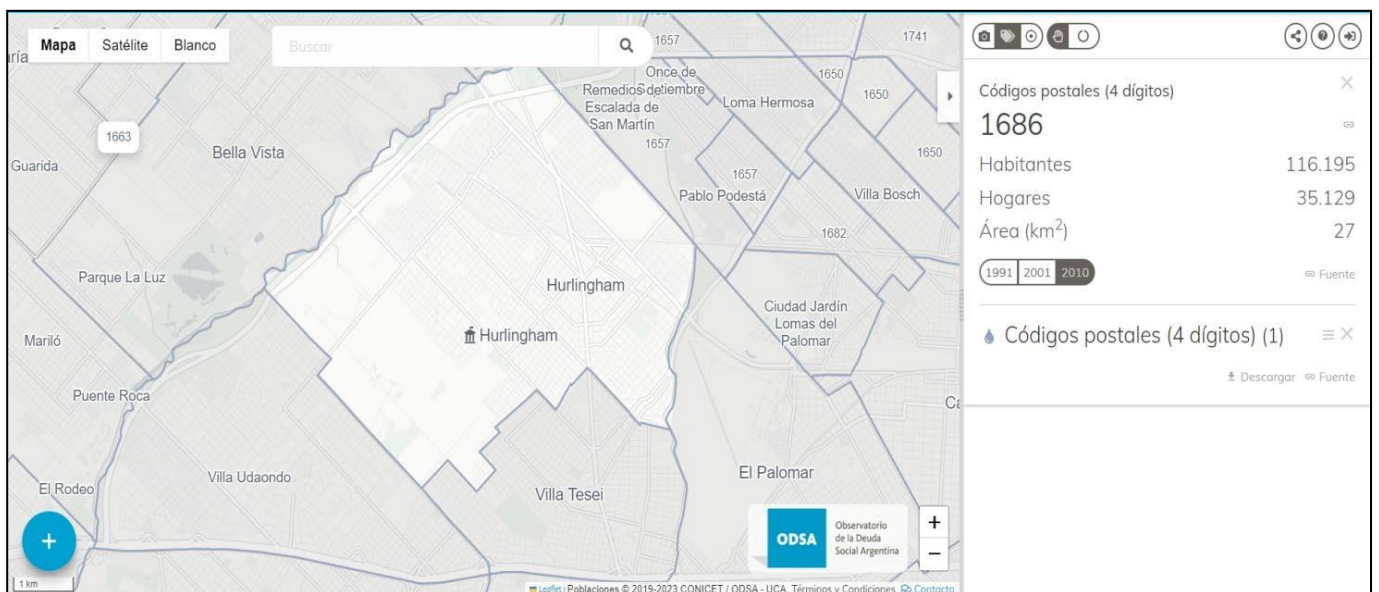 Mapa
Satélite
Blanco
Buscar
1657
1741
Once de
Remedios de
Setiembre
Escalada de
San Martín
1657
Loma Hermosa
1650
1650
1650
1663
Bella Vista
Guarida
1657
Pablo Podestá
Villa Bosch
1682
Parque La Luz
Hurlingham
Ciudad Jardín
Lomas del
Palomar
Mariló
Hurlingham
Puente Roca
El Rodeo
Villa Udaondo
Villa Tesei
El Palomar
ODSA
Observatorio
de la Deuda
Social Argentina
+
+
−
1 km
Leaflet | Poblaciones © 2019-2023 CONICET / ODSA - UCA. Términos y Condiciones. Contacto
Códigos postales (4 dígitos)
1686
Habitantes 116.195
Hogares 35.129
Área (km2) 27
1991 2001 2010
Fuente
Códigos postales (4 dígitos) (1)
Descargar Fuente